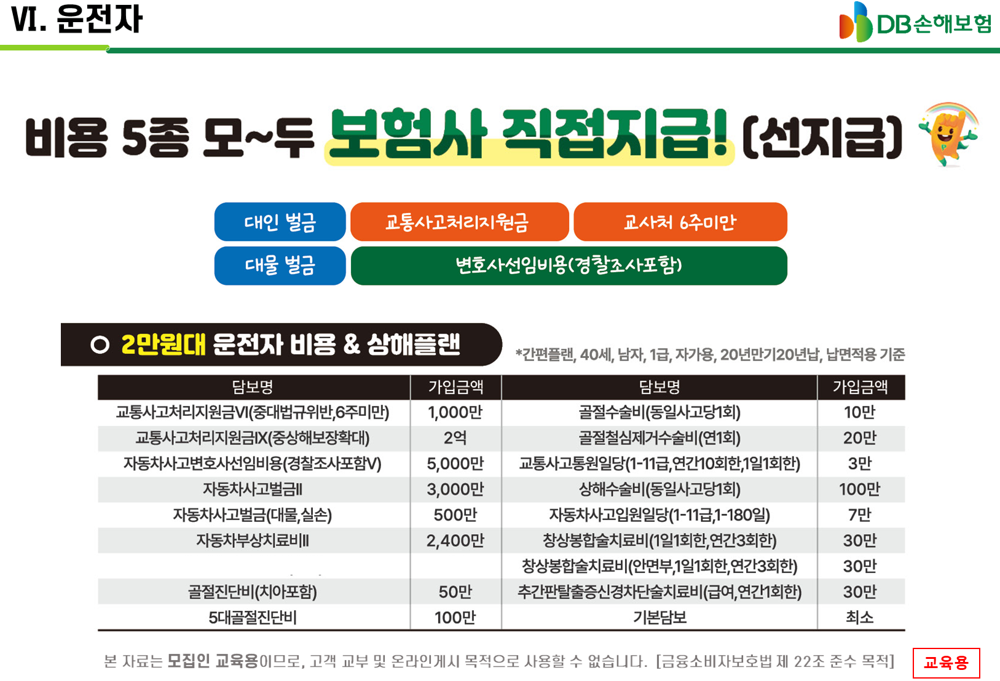 Ⅵ. 운전자
DB손해보험
비용 5종 모~두 보험사 직접지급! (선지급)
대인 벌금 교통사고처리지원금 교사처 6주미만
대물 벌금 변호사선임비용(경찰조사포함)
2만원대 운전자 비용 & 상해플랜
*간편플랜, 40세, 남자, 1급, 자가용, 20년만기20년납, 납면적용 기준
담보명 가입금액 담보명 가입금액
교통사고처리지원금Ⅵ(중대법규위반,6주미만) 1,000만 골절수술비(동일사고당1회) 10만
교통사고처리지원금Ⅸ(중상해보장확대) 2억 골절철심제거수술비(연1회) 20만
자동차사고변호사선임비용(경찰조사포함Ⅴ) 5,000만 교통사고통원일당(1-11급,연간10회한,1일1회한) 3만
자동차사고벌금Ⅱ 3,000만 상해수술비(동일사고당1회) 100만
자동차사고벌금(대물,실손) 500만 자동차사고입원일당(1-11급,1-180일) 7만
자동차부상치료비Ⅱ 2,400만 창상봉합술치료비(1일1회한,연간3회한) 30만
창상봉합술치료비(안면부,1일1회한,연간3회한) 30만
골절진단비(치아포함) 50만 추간판탈출증신경차단술치료비(급여,연간1회한) 30만
5대골절진단비 100만 기본담보 최소
본 자료는 모집인 교육용이므로, 고객 교부 및 온라인게시 목적으로 사용할 수 없습니다. [금융소비자보호법 제 22조 준수 목적]
교육용